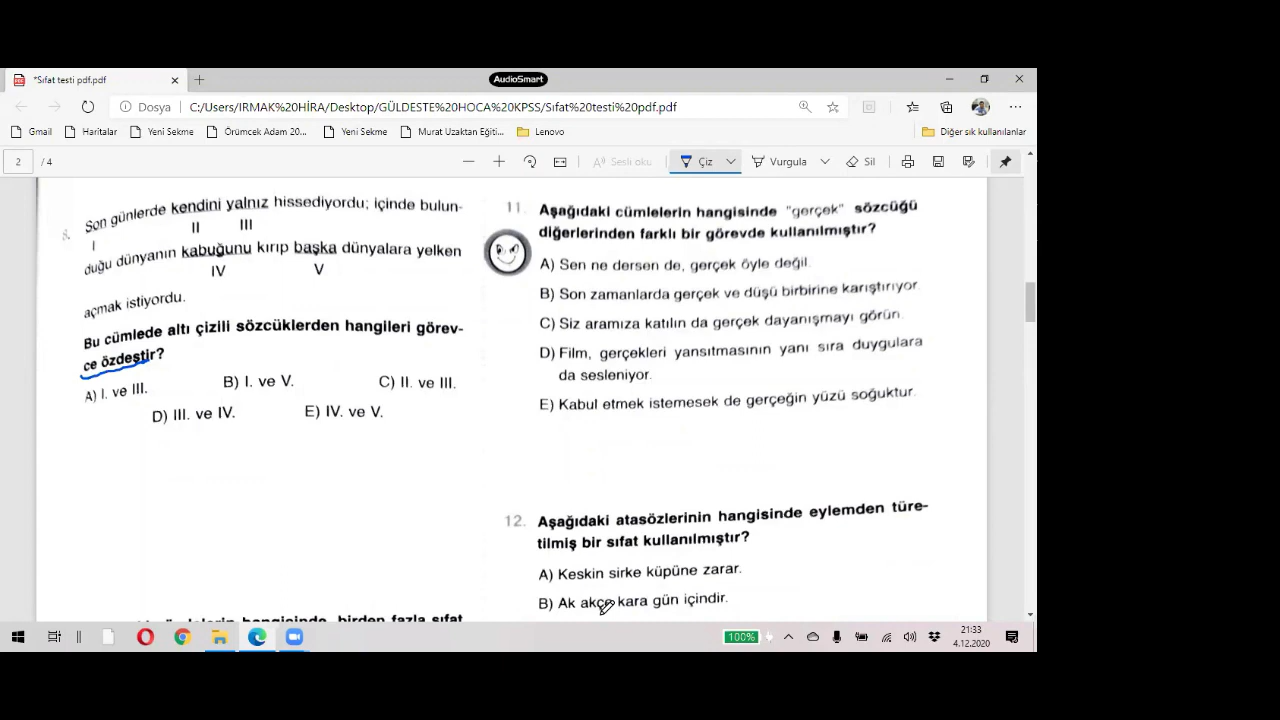 AudioSmart
*Sıfat testi pdf.pdf
Dosya
C:/Users/IRMAK%20HİRA/Desktop/GÜLDESTE%20HOCA%20KPSS/Sıfat%20testi%20pdf.pdf
Gmail
Haritalar
Yeni Sekme
Örümcek Adam 20...
Yeni Sekme
Murat Uzaktan Eğiti...
Lenovo
Diğer sık kullanılanlar
2 / 4
Sesli oku
Çiz
Vurgula
Sil
Son günlerde kendini yalnız hissediyordu; içinde bulun-
I II III
duğu dünyanın kabuğunu kırıp başka dünyalara yelken
IV V
açmak istiyordu.
Bu cümlede altı çizili sözcüklerden hangileri görev-
ce özdeştir?
A) I. ve III. B) I. ve V. C) II. ve III.
D) III. ve IV. E) IV. ve V.
11. Aşağıdaki cümlelerin hangisinde "gerçek" sözcüğü
diğerlerinden farklı bir görevde kullanılmıştır?
A) Sen ne dersen de, gerçek öyle değil.
B) Son zamanlarda gerçek ve düşü birbirine karıştırıyor.
C) Siz aramıza katılın da gerçek dayanışmayı görün.
D) Film, gerçekleri yansıtmasının yanı sıra duygulara
da sesleniyor.
E) Kabul etmek istemesek de gerçeğin yüzü soğuktur.
12. Aşağıdaki atasözlerinin hangisinde eylemden türe-
tilmiş bir sıfat kullanılmıştır?
A) Keskin sirke küpüne zarar.
B) Ak akçe kara gün içindir.
hangisinde, birden fazla sıfat
100%
21:33
4.12.2020